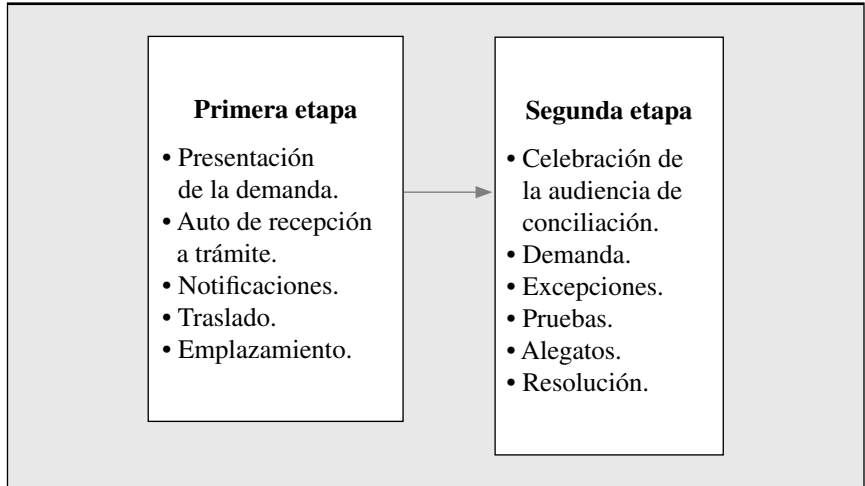 Primera etapa
• Presentación
de la demanda.
• Auto de recepción
a trámite.
• Notificaciones.
• Traslado.
• Emplazamiento.
Segunda etapa
• Celebración de
la audiencia de
conciliación.
• Demanda.
• Excepciones.
• Pruebas.
• Alegatos.
• Resolución.